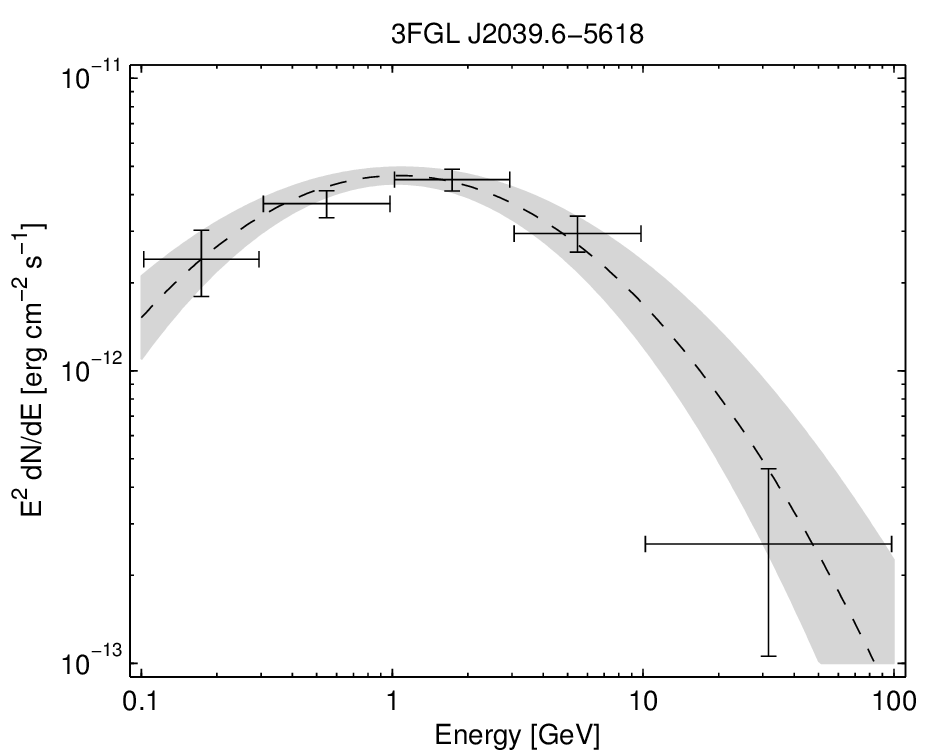 3FGL J2039.6−5618
10⁻¹¹
10⁻¹²
10⁻¹³
E² dN/dE [erg cm⁻² s⁻¹]
0.1 1 10 100
Energy [GeV]